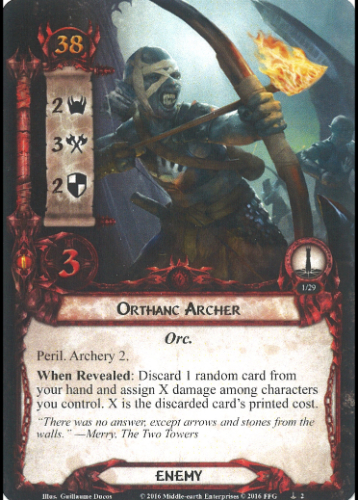 38
2
3
2
3
1/29
ORTHANC ARCHER
Orc.
Peril. Archery 2.
When Revealed: Discard 1 random card from
your hand and assign X damage among characters
you control. X is the discarded card's printed cost.
"There was no answer, except arrows and stones from the
walls." —Merry, The Two Towers
ENEMY
Illus. Guillaume Ducos © 2016 Middle-earth Enterprises © 2016 FFG 2